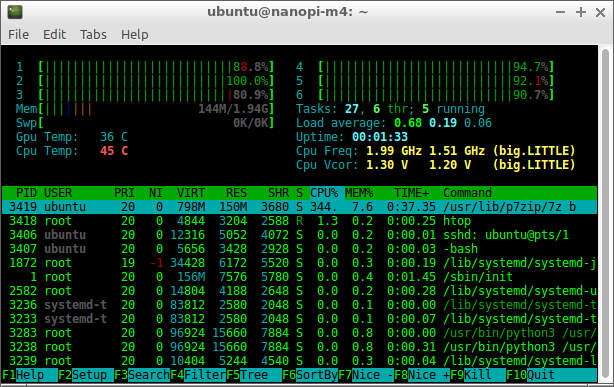 ubuntu@nanopi-m4: ~
File Edit Tabs Help
1 [||||||||||||||||||||||||||88.8%] 4 [||||||||||||||||||||||||||94.7%]
2 [||||||||||||||||||||||||||100.0%] 5 [||||||||||||||||||||||||||92.1%]
3 [||||||||||||||||||||||||||80.9%] 6 [||||||||||||||||||||||||||90.7%]
Mem[||||||| 144M/1.94G] Tasks: 27, 6 thr; 5 running
Swp[ 0K/0K] Load average: 0.68 0.19 0.06
Gpu Temp: 36 C Uptime: 00:01:33
Cpu Temp: 45 C Cpu Freq: 1.99 GHz 1.51 GHz (big.LITTLE)
Cpu Vcor: 1.30 V 1.20 V (big.LITTLE)
PID USER PRI NI VIRT RES SHR S CPU% MEM% TIME+ Command
3419 ubuntu 20 0 798M 150M 3680 S 344. 7.6 0:37.35 /usr/lib/p7zip/7z b
3418 root 20 0 4844 3204 2588 R 1.3 0.2 0:00.25 htop
3406 ubuntu 20 0 12316 5052 4072 S 0.0 0.2 0:00.01 sshd: ubuntu@pts/1
3407 ubuntu 20 0 5656 3428 2928 S 0.0 0.2 0:00.03 -bash
1872 root 19 -1 34428 6172 5520 S 0.0 0.3 0:00.19 /lib/systemd/systemd-j
1 root 20 0 156M 7576 5780 S 0.0 0.4 0:01.45 /sbin/init
2582 root 20 0 14804 4188 2648 S 0.0 0.2 0:00.28 /lib/systemd/systemd-u
3236 systemd-t 20 0 83812 2580 2048 S 0.0 0.1 0:00.00 /lib/systemd/systemd-t
3233 systemd-t 20 0 83812 2580 2048 S 0.0 0.1 0:00.07 /lib/systemd/systemd-t
3283 root 20 0 96924 15660 7884 S 0.0 0.8 0:00.00 /usr/bin/python3 /usr/
3238 root 20 0 96924 15660 7884 S 0.0 0.8 0:00.31 /usr/bin/python3 /usr/
3239 root 20 0 10404 5244 4540 S 0.0 0.3 0:00.04 /lib/systemd/systemd-l
F1Help F2Setup F3SearchF4FilterF5Tree F6SortByF7Nice -F8Nice +F9Kill F10Quit